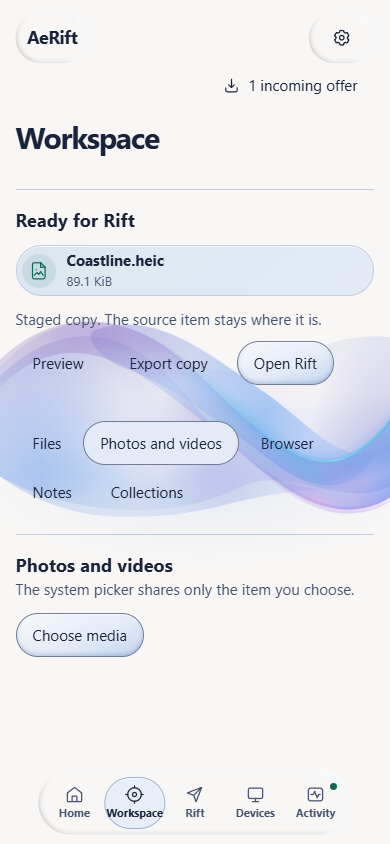 AeRift
1 incoming offer
Workspace
Ready for Rift
Coastline.heic
89.1 KiB
Staged copy. The source item stays where it is.
Preview Export copy Open Rift
Files Photos and videos Browser
Notes Collections
Photos and videos
The system picker shares only the item you choose.
Choose media
Home Workspace Rift Devices Activity